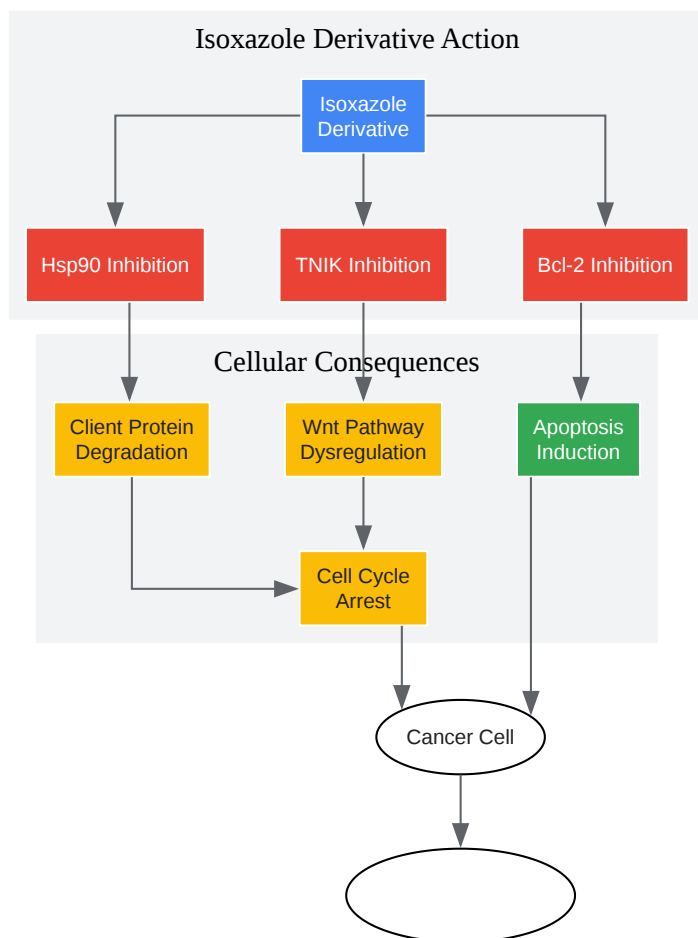 Isoxazole Derivative Action
Isoxazole
Derivative
Hsp90 Inhibition
TNIK Inhibition
Bcl-2 Inhibition
Cellular Consequences
Client Protein
Degradation
Wnt Pathway
Dysregulation
Apoptosis
Induction
Cell Cycle
Arrest
Cancer Cell